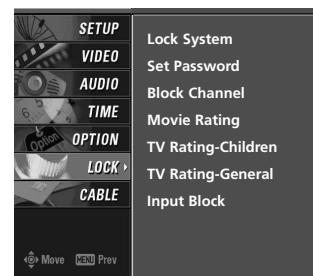 SETUP
VIDEO
AUDIO
TIME
OPTION
LOCK
CABLE
Move MENU Prev
Lock System
Set Password
Block Channel
Movie Rating
TV Rating-Children
TV Rating-General
Input Block